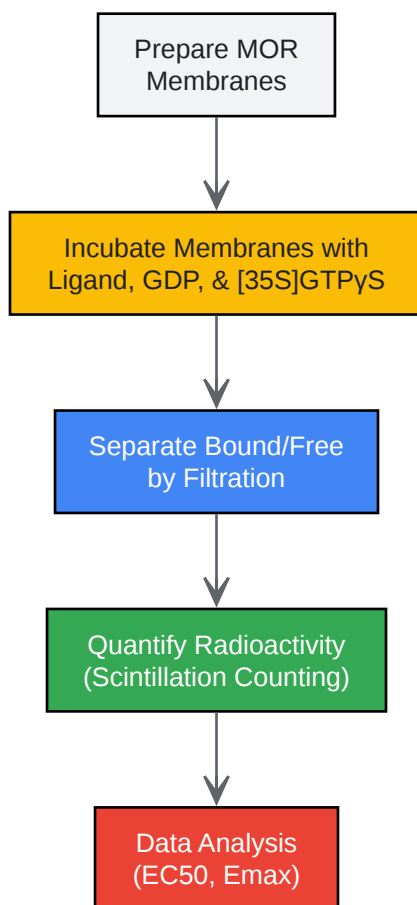 Prepare MOR
Membranes
Incubate Membranes with
Ligand, GDP, & [35S]GTPγS
Separate Bound/Free
by Filtration
Quantify Radioactivity
(Scintillation Counting)
Data Analysis
(EC50, Emax)